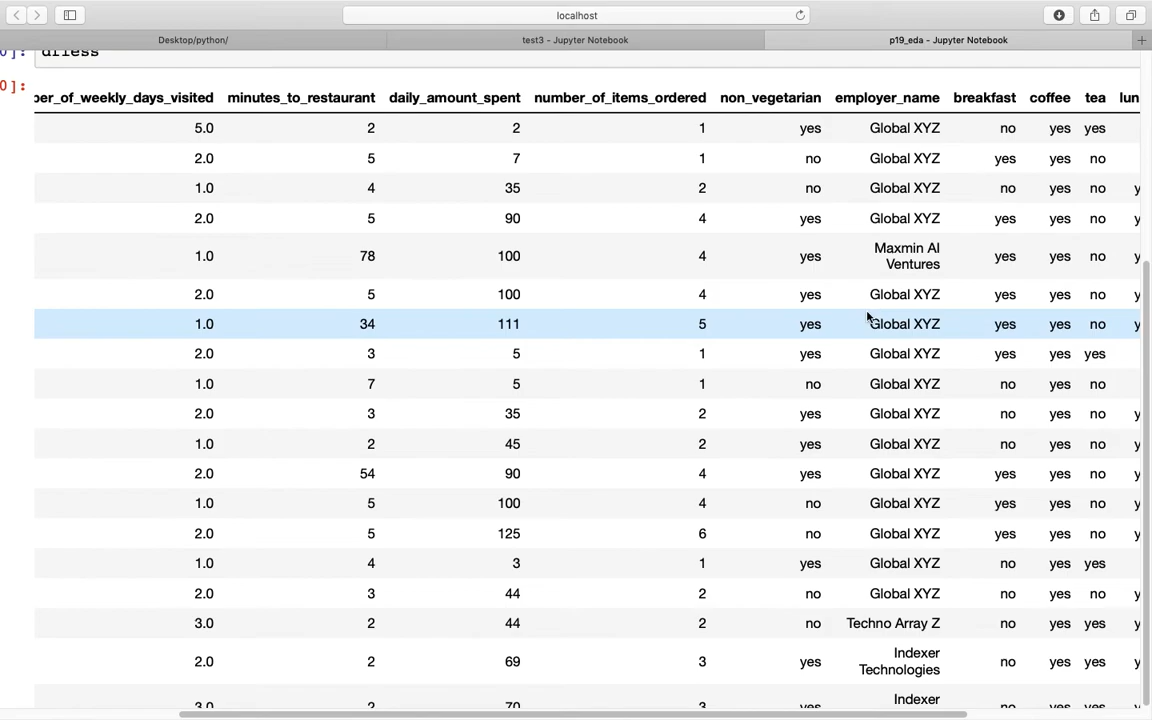 localhost
Desktop/python/ test3 - Jupyter Notebook p19_eda - Jupyter Notebook +
0]: dfless
0]:
ber_of_weekly_days_visited minutes_to_restaurant daily_amount_spent number_of_items_ordered non_vegetarian employer_name breakfast coffee tea lun
5.0 2 2 1 yes Global XYZ no yes yes
2.0 5 7 1 no Global XYZ yes yes no
1.0 4 35 2 no Global XYZ no yes no y
2.0 5 90 4 yes Global XYZ yes yes no y
1.0 78 100 4 yes Maxmin AI Ventures yes yes no y
2.0 5 100 4 yes Global XYZ yes yes no y
1.0 34 111 5 yes Global XYZ yes yes no y
2.0 3 5 1 yes Global XYZ no yes yes
1.0 7 5 1 no Global XYZ no yes no
2.0 3 35 2 yes Global XYZ no yes no y
1.0 2 45 2 yes Global XYZ no yes no y
2.0 54 90 4 yes Global XYZ yes yes no y
1.0 5 100 4 no Global XYZ yes yes no y
2.0 5 125 6 no Global XYZ yes yes no y
1.0 4 3 1 yes Global XYZ no yes yes
2.0 3 44 2 no Global XYZ no yes no y
3.0 2 44 2 no Techno Array Z no yes yes y
2.0 2 69 3 yes Indexer Technologies no yes yes y
3.0 2 70 3 yes Indexer no yes yes y